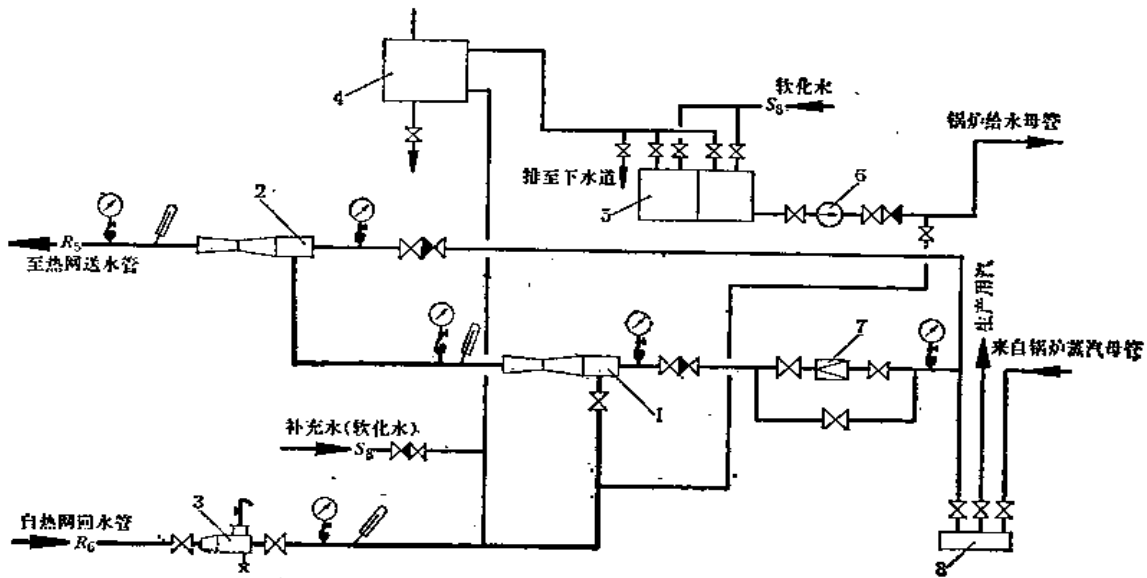 4
软化水
S₈
锅炉给水母管
排至下水道
5
6
2
R₅
至热网送水管
生产用汽
7
来自锅炉蒸汽母管
1
补充水(软化水)
S₈
3
自热网回水管
R₆
8